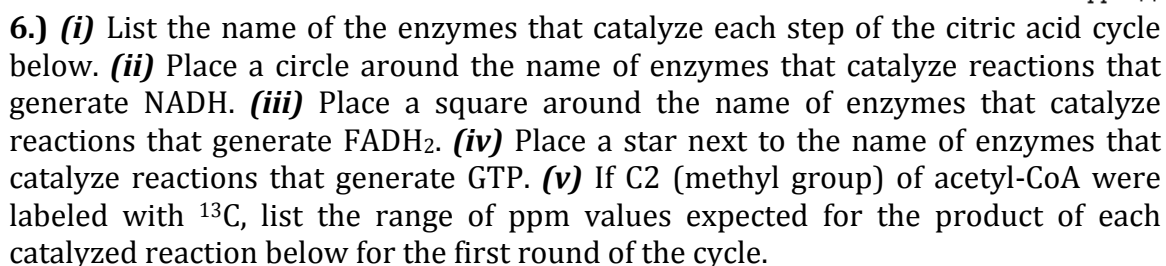 6.) (i) List the name of the enzymes that catalyze each step of the citric acid cycle
below. (ii) Place a circle around the name of enzymes that catalyze reactions that
generate NADH. (iii) Place a square around the name of enzymes that catalyze
reactions that generate FADH₂. (iv) Place a star next to the name of enzymes that
catalyze reactions that generate GTP. (v) If C2 (methyl group) of acetyl-CoA were
labeled with ¹³C, list the range of ppm values expected for the product of each
catalyzed reaction below for the first round of the cycle.